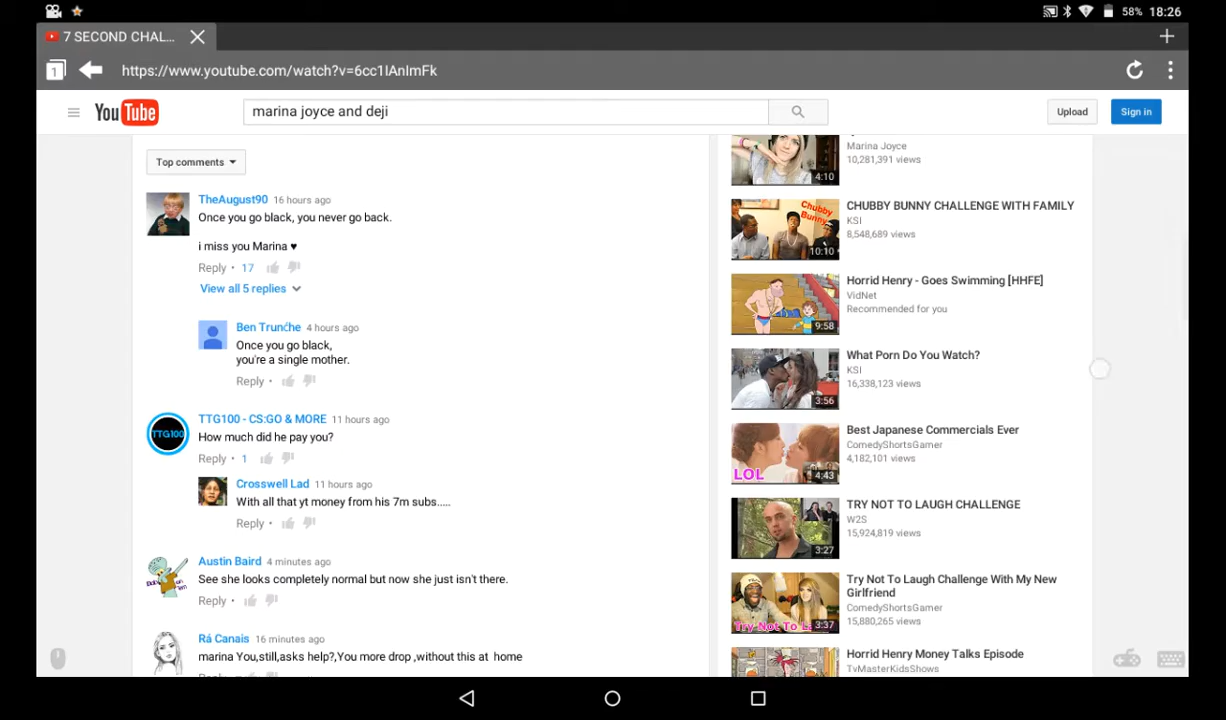 58% 18:26
7 SECOND CHAL...
1
https://www.youtube.com/watch?v=6cc1lAnImFk
YouTube
marina joyce and deji
Upload
Sign in
Top comments
TheAugust90 16 hours ago
Once you go black, you never go back.
i miss you Marina ♥
Reply • 17
View all 5 replies
Ben Trunćhe 4 hours ago
Once you go black,
you're a single mother.
Reply •
TTG100 - CS:GO & MORE 11 hours ago
TTG100
How much did he pay you?
Reply • 1
Crosswell Lad 11 hours ago
With all that yt money from his 7m subs.....
Reply •
Austin Baird 4 minutes ago
See she looks completely normal but now she just isn't there.
Reply •
Rá Canais 16 minutes ago
marina You,still,asks help?,You more drop ,without this at home
Marina Joyce
10,281,391 views
4:10
CHUBBY BUNNY CHALLENGE WITH FAMILY
KSI
8,548,689 views
Chubby
Bunny
10:10
Horrid Henry - Goes Swimming [HHFE]
VidNet
Recommended for you
9:58
What Porn Do You Watch?
KSI
16,338,123 views
3:56
Best Japanese Commercials Ever
ComedyShortsGamer
4,182,101 views
LOL
4:43
TRY NOT TO LAUGH CHALLENGE
W2S
15,924,819 views
3:27
Try Not To Laugh Challenge With My New
Girlfriend
ComedyShortsGamer
15,880,265 views
Try Not To
3:37
Horrid Henry Money Talks Episode
TvMasterKidsShows